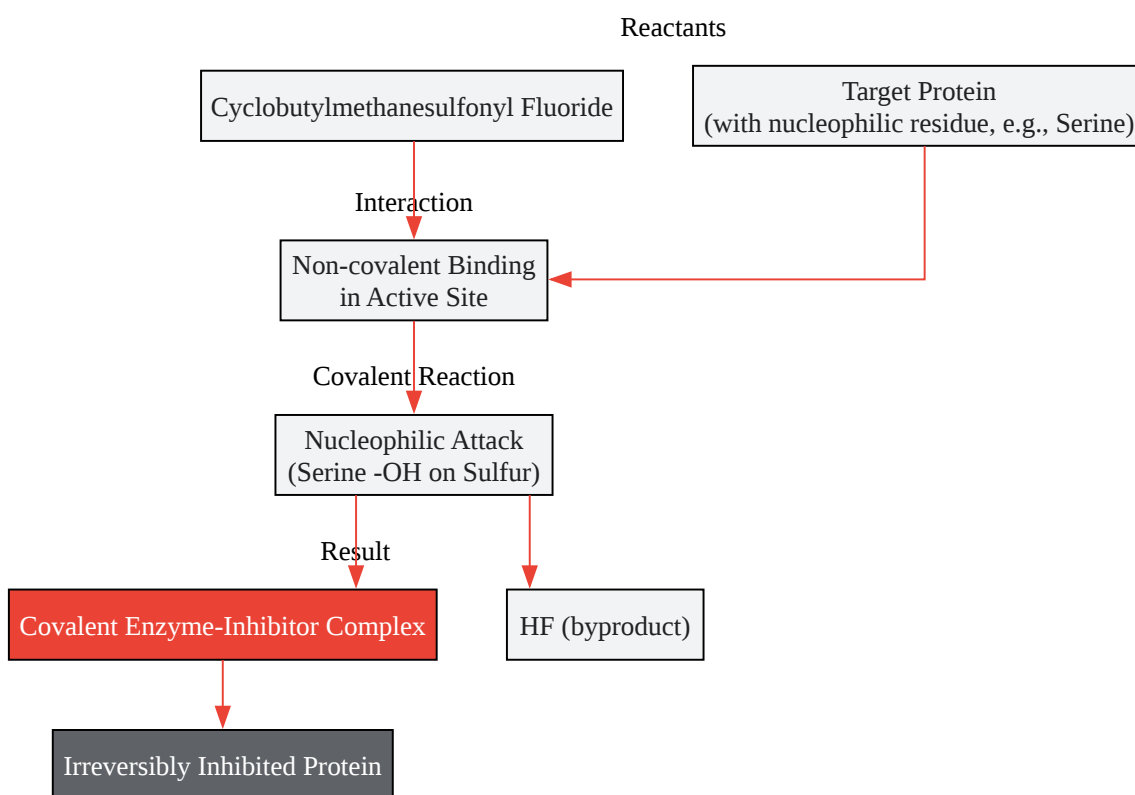 Reactants
Cyclobutylmethanesulfonyl Fluoride
Target Protein
(with nucleophilic residue, e.g., Serine)
Interaction
Non-covalent Binding
in Active Site
Covalent Reaction
Nucleophilic Attack
(Serine -OH on Sulfur)
Result
Covalent Enzyme-Inhibitor Complex
HF (byproduct)
Irreversibly Inhibited Protein